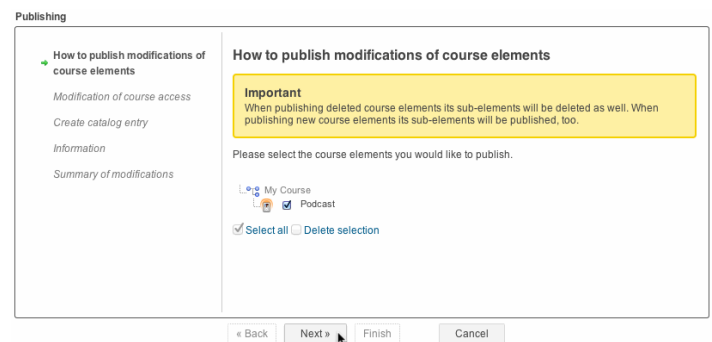 Publishing
How to publish modifications of
course elements
Modification of course access
Create catalog entry
Information
Summary of modifications
How to publish modifications of course elements
Important
When publishing deleted course elements its sub-elements will be deleted as well. When
publishing new course elements its sub-elements will be published, too.
Please select the course elements you would like to publish.
My Course
Podcast
Select all Delete selection
« Back Next » Finish Cancel